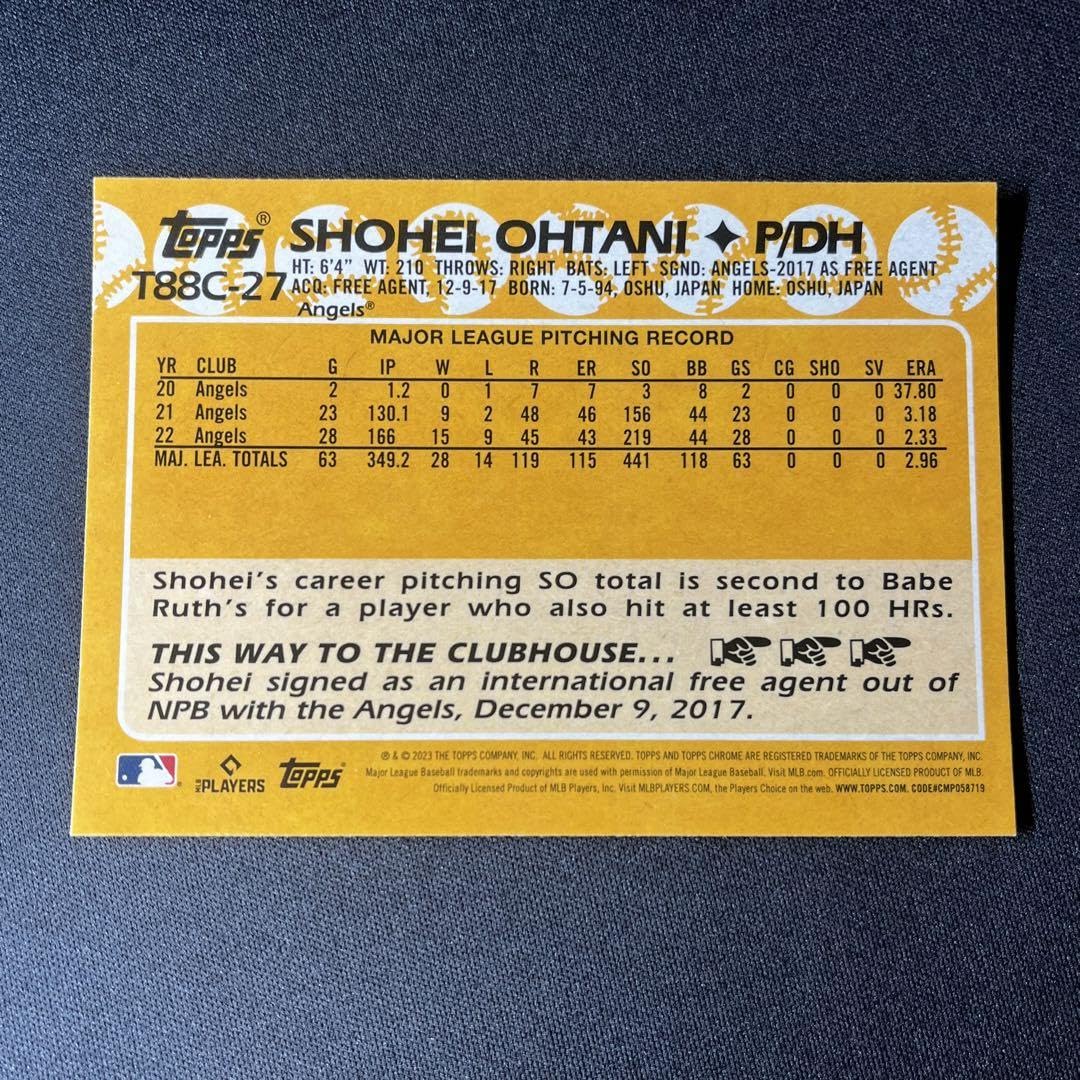 Topps® SHOHEI OHTANI ✦ P/DH
T88C-27 HT: 6'4" WT: 210 THROWS: RIGHT BATS: LEFT SGND: ANGELS-2017 AS FREE AGENT
ACQ: FREE AGENT, 12-9-17 BORN: 7-5-94, OSHU, JAPAN HOME: OSHU, JAPAN
Angels®
MAJOR LEAGUE PITCHING RECORD
YR CLUB G IP W L R ER SO BB GS CG SHO SV ERA
20 Angels 2 1.2 0 1 7 7 3 8 2 0 0 0 37.80
21 Angels 23 130.1 9 2 48 46 156 44 23 0 0 0 3.18
22 Angels 28 166 15 9 45 43 219 44 28 0 0 0 2.33
MAJ. LEA. TOTALS 63 349.2 28 14 119 115 441 118 63 0 0 0 2.96
Shohei's career pitching SO total is second to Babe
Ruth's for a player who also hit at least 100 HRs.
THIS WAY TO THE CLUBHOUSE...
Shohei signed as an international free agent out of
NPB with the Angels, December 9, 2017.
® & © 2023 THE TOPPS COMPANY, INC. ALL RIGHTS RESERVED. TOPPS AND TOPPS CHROME ARE REGISTERED TRADEMARKS OF THE TOPPS COMPANY, INC.
Major League Baseball trademarks and copyrights are used with permission of Major League Baseball. Visit MLB.com. OFFICIALLY LICENSED PRODUCT OF MLB.
Officially Licensed Product of MLB Players, Inc. Visit MLBPLAYERS.COM, the Players Choice on the web. WWW.TOPPS.COM. CODE#CMP058719
MLB PLAYERS Topps®